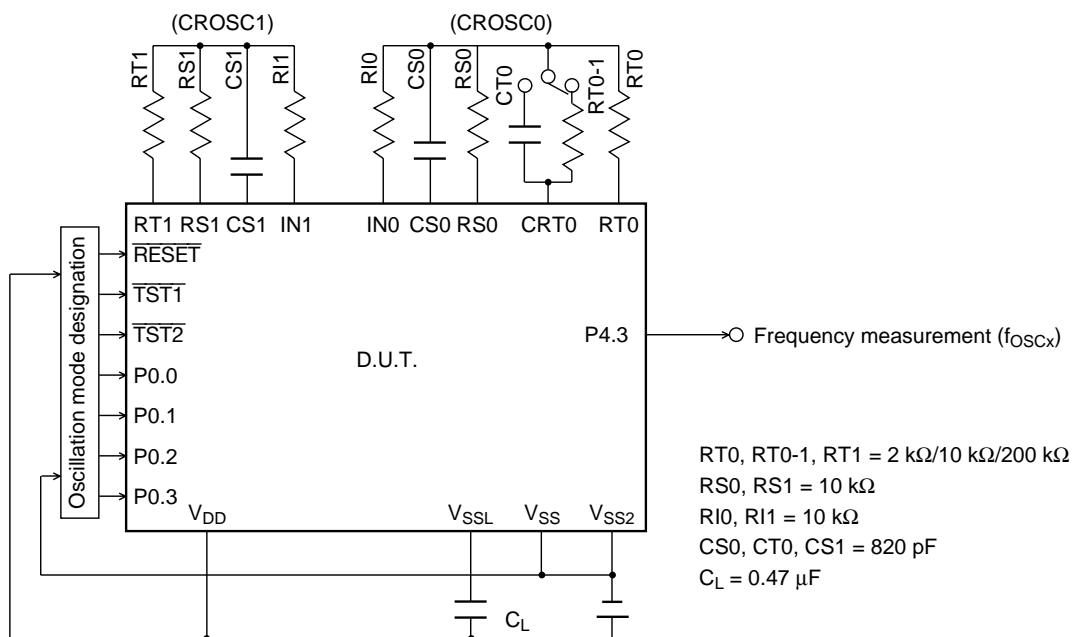 (CROSC1)
(CROSC0)
RT1
RS1
CS1
RI1
RI0
CS0
RS0
CT0
RT0-1
RT0
RT1 RS1 CS1 IN1 IN0 CS0 RS0 CRT0 RT0
Oscillation mode designation
RESET
TST1
TST2
P0.0
P0.1
P0.2
P0.3
D.U.T.
P4.3
Frequency measurement (fOSCx)
VDD VSSL VSS VSS2
CL
RT0, RT0-1, RT1 = 2 kΩ/10 kΩ/200 kΩ
RS0, RS1 = 10 kΩ
RI0, RI1 = 10 kΩ
CS0, CT0, CS1 = 820 pF
CL = 0.47 μF